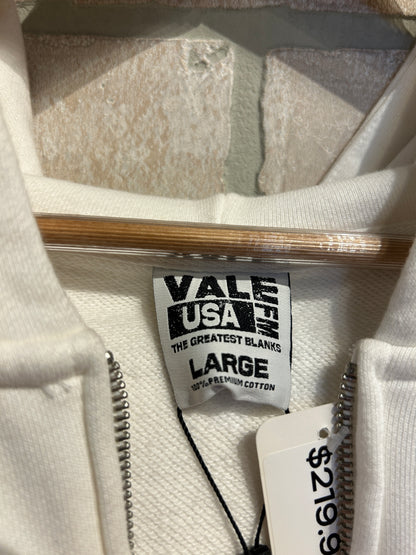 VALE
USA
FM
THE GREATEST BLANKS
LARGE
100% PREMIUM COTTON
$219.9